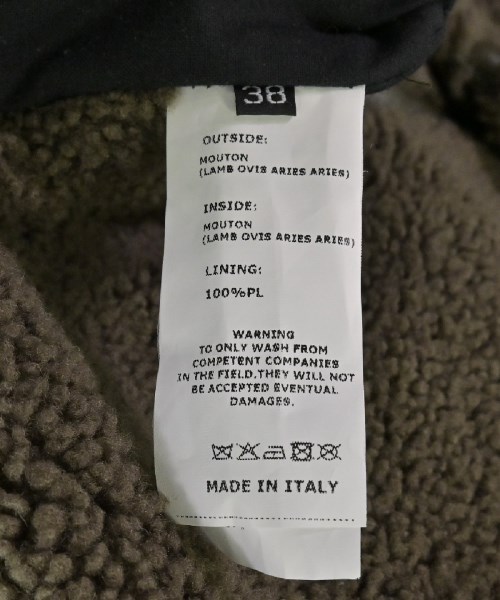 38
OUTSIDE:
MOUTON
(LAMB OVIS ARIES ARIES)
INSIDE:
MOUTON
(LAMB OVIS ARIES ARIES)
LINING:
100%PL
WARNING
TO ONLY WASH FROM
COMPETENT COMPANIES
IN THE FIELD.THEY WILL NOT
BE ACCEPTED EVENTUAL
DAMAGES.
MADE IN ITALY